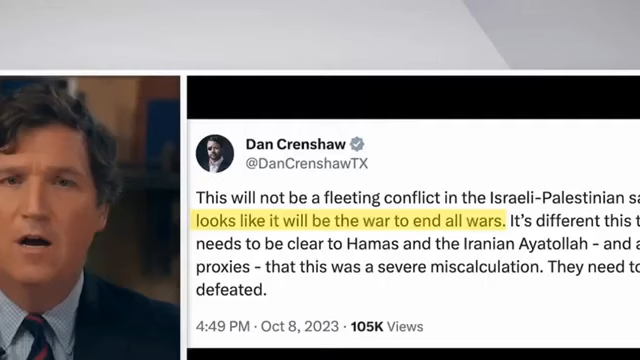 Dan Crenshaw
@DanCrenshawTX
This will not be a fleeting conflict in the Israeli-Palestinian
looks like it will be the war to end all wars. It's different this
needs to be clear to Hamas and the Iranian Ayatollah - and
proxies - that this was a severe miscalculation. They need to
defeated.
4:49 PM · Oct 8, 2023 · 105K Views